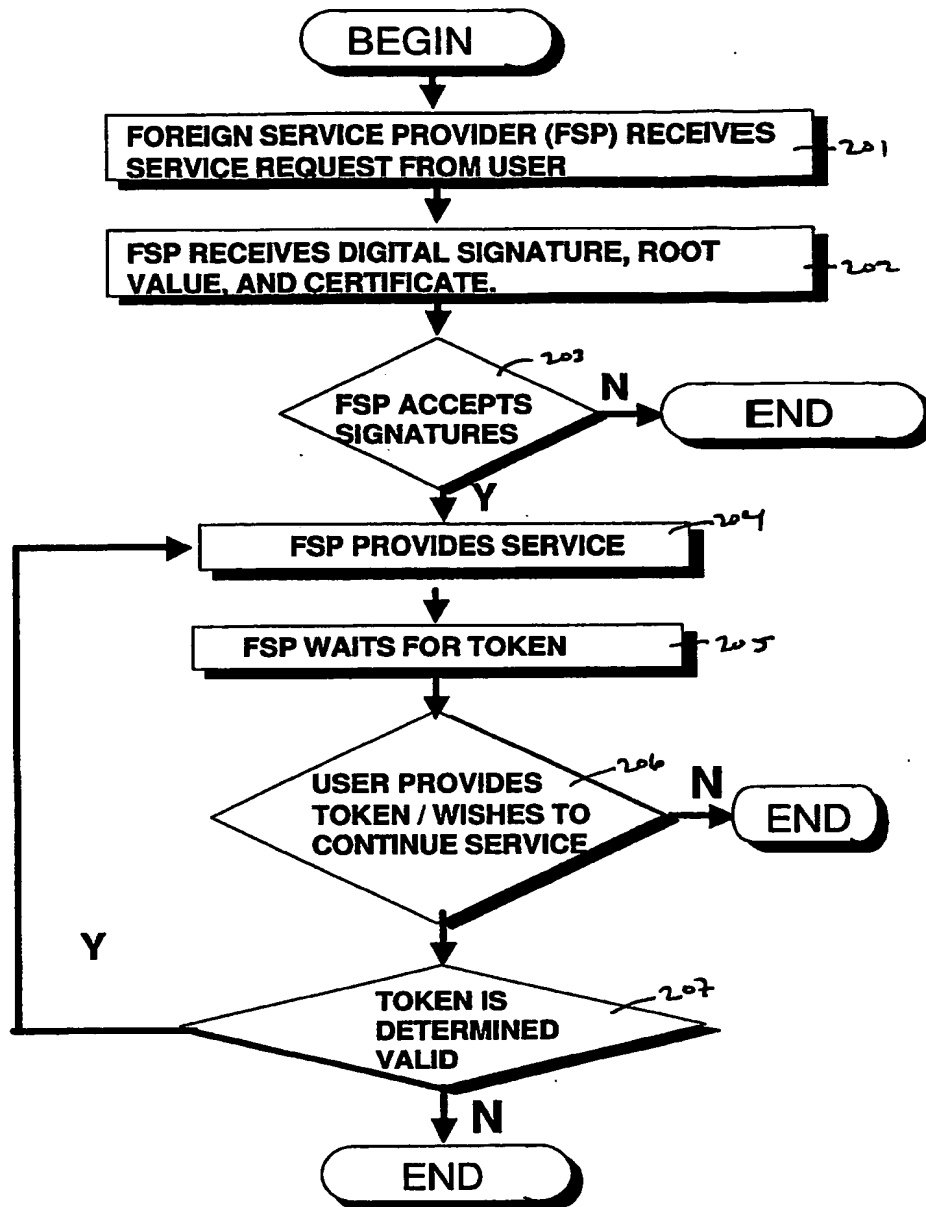 BEGIN
FOREIGN SERVICE PROVIDER (FSP) RECEIVES
SERVICE REQUEST FROM USER
201
FSP RECEIVES DIGITAL SIGNATURE, ROOT
VALUE, AND CERTIFICATE.
202
203
FSP ACCEPTS
SIGNATURES
N
END
Y
FSP PROVIDES SERVICE
204
FSP WAITS FOR TOKEN
205
USER PROVIDES
TOKEN / WISHES TO
CONTINUE SERVICE
206
N
END
Y
TOKEN IS
DETERMINED
VALID
207
N
END